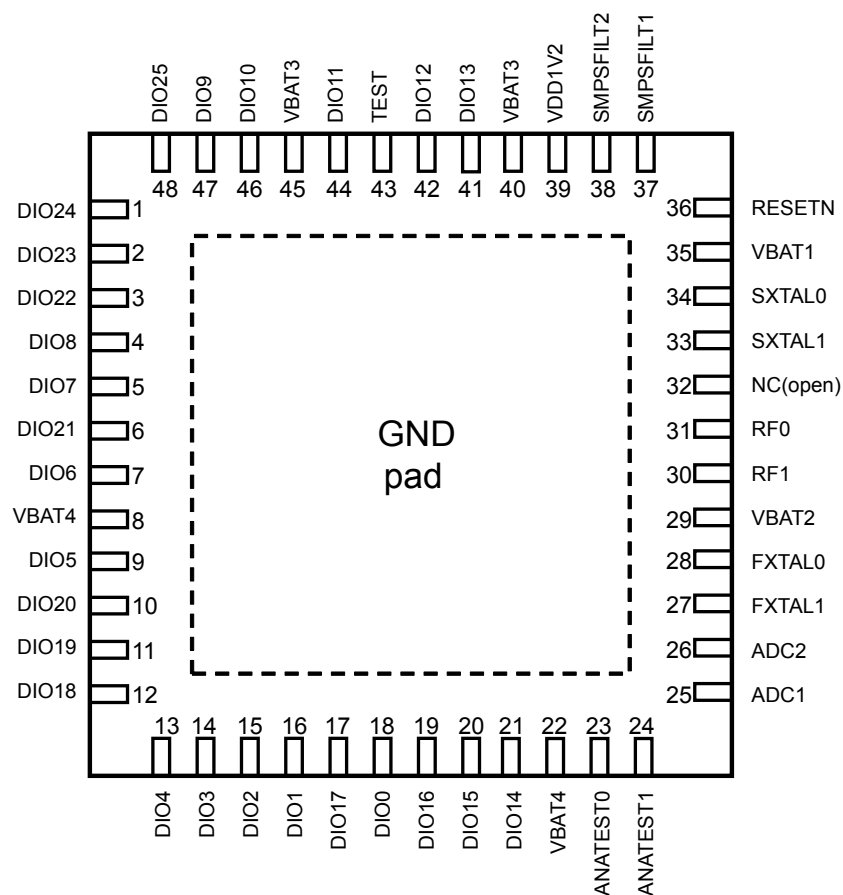 DIO25 DIO9 DIO10 VBAT3 DIO11 TEST DIO12 DIO13 VBAT3 VDD1V2 SMPSFILT2 SMPSFILT1
48 47 46 45 44 43 42 41 40 39 38 37
DIO24 1 36 RESETN
DIO23 2 35 VBAT1
DIO22 3 34 SXTAL0
DIO8 4 33 SXTAL1
DIO7 5 32 NC(open)
DIO21 6 31 RF0
GND
DIO6 7 30 RF1
pad
VBAT4 8 29 VBAT2
DIO5 9 28 FXTAL0
DIO20 10 27 FXTAL1
DIO19 11 26 ADC2
DIO18 12 25 ADC1
13 14 15 16 17 18 19 20 21 22 23 24
DIO4 DIO3 DIO2 DIO1 DIO17 DIO0 DIO16 DIO15 DIO14 VBAT4 ANATEST0 ANATEST1